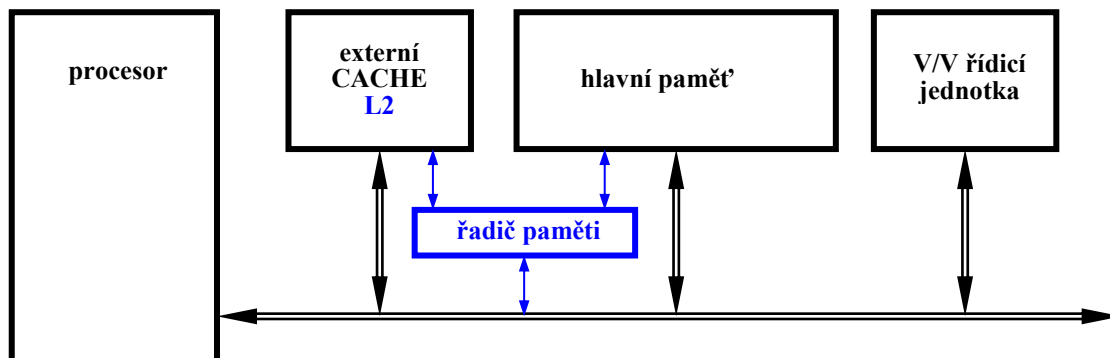 procesor
externí
CACHE
L2
hlavní paměť
V/V řídicí
jednotka
řadič paměti